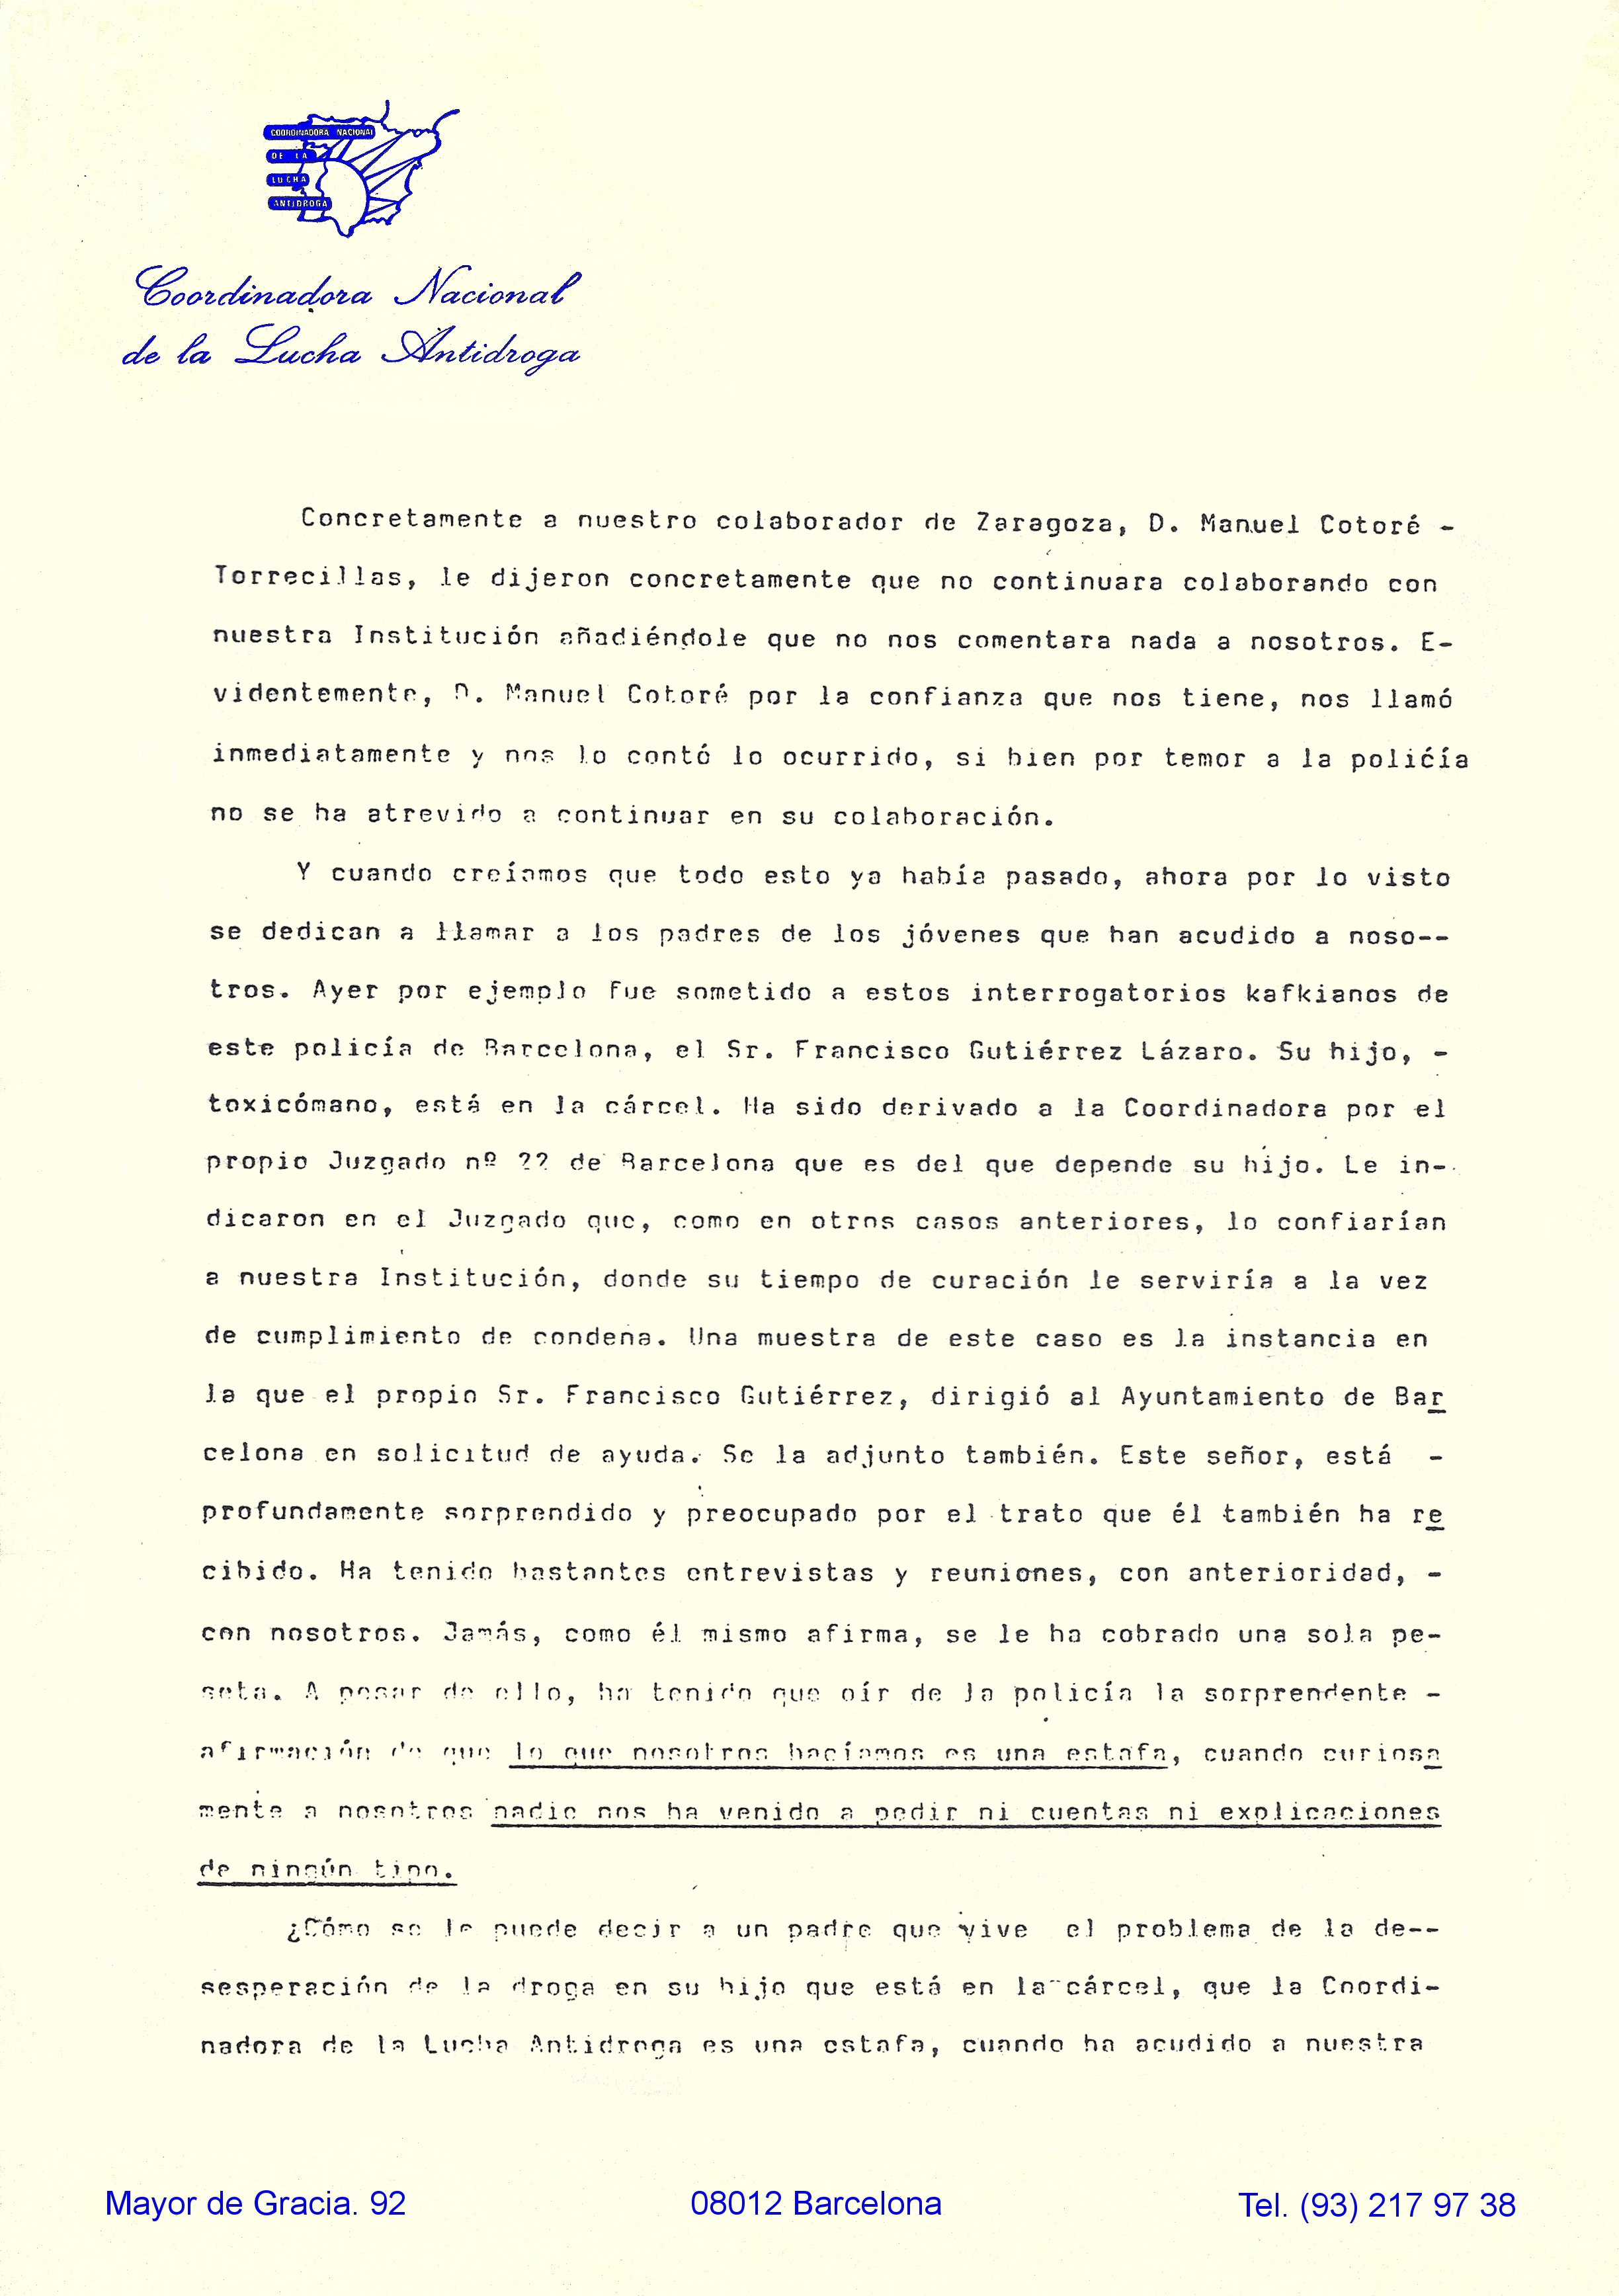 COORDINADORA NACIONAL
DE LA
LUCHA
ANTIDROGA
Coordinadora Nacional
de la Lucha Antidroga
Concretamente a nuestro colaborador de Zaragoza, D. Manuel Cotoré -
Torrecillas, le dijeron concretamente que no continuara colaborando con
nuestra Institución añadiéndole que no nos comentara nada a nosotros. E-
videntemente, D. Manuel Cotoré por la confianza que nos tiene, nos llamó
inmediatamente y nos lo contó lo ocurrido, si bien por temor a la policía
no se ha atrevido a continuar en su colaboración.
Y cuando creíamos que todo esto ya había pasado, ahora por lo visto
se dedican a llamar a los padres de los jóvenes que han acudido a noso--
tros. Ayer por ejemplo fue sometido a estos interrogatorios kafkianos de
este policía de Barcelona, el Sr. Francisco Gutiérrez Lázaro. Su hijo, -
toxicómano, está en la cárcel. Ha sido derivado a la Coordinadora por el
propio Juzgado nº de Barcelona que es del que depende su hijo. Le in-
dicaron en el Juzgado que, como en otros casos anteriores, lo confiarían
a nuestra Institución, donde su tiempo de curación le serviría a la vez
de cumplimiento de condena. Una muestra de este caso es la instancia en
la que el propio Sr. Francisco Gutiérrez, dirigió al Ayuntamiento de Bar
celona en solicitud de ayuda. Se la adjunto también. Este señor, está -
profundamente sorprendido y preocupado por el trato que él también ha re
cibido. Ha tenido bastantes entrevistas y reuniones, con anterioridad, -
con nosotros. Jamás, como él mismo afirma, se le ha cobrado una sola pe-
seta. A pesar de ello, ha tenido que oír de la policía la sorprendente -
afirmación de que lo que nosotros hacíamos es una estafa, cuando curiosa
mente a nosotros nadie nos ha venido a pedir ni cuentas ni explicaciones
de ningún tipo.
¿Cómo se le puede decir a un padre que vive el problema de la de--
sesperación de la droga en su hijo que está en la cárcel, que la Coordi-
nadora de la Lucha Antidroga es una estafa, cuando ha acudido a nuestra
Mayor de Gracia. 92
08012 Barcelona
Tel. (93) 217 97 38